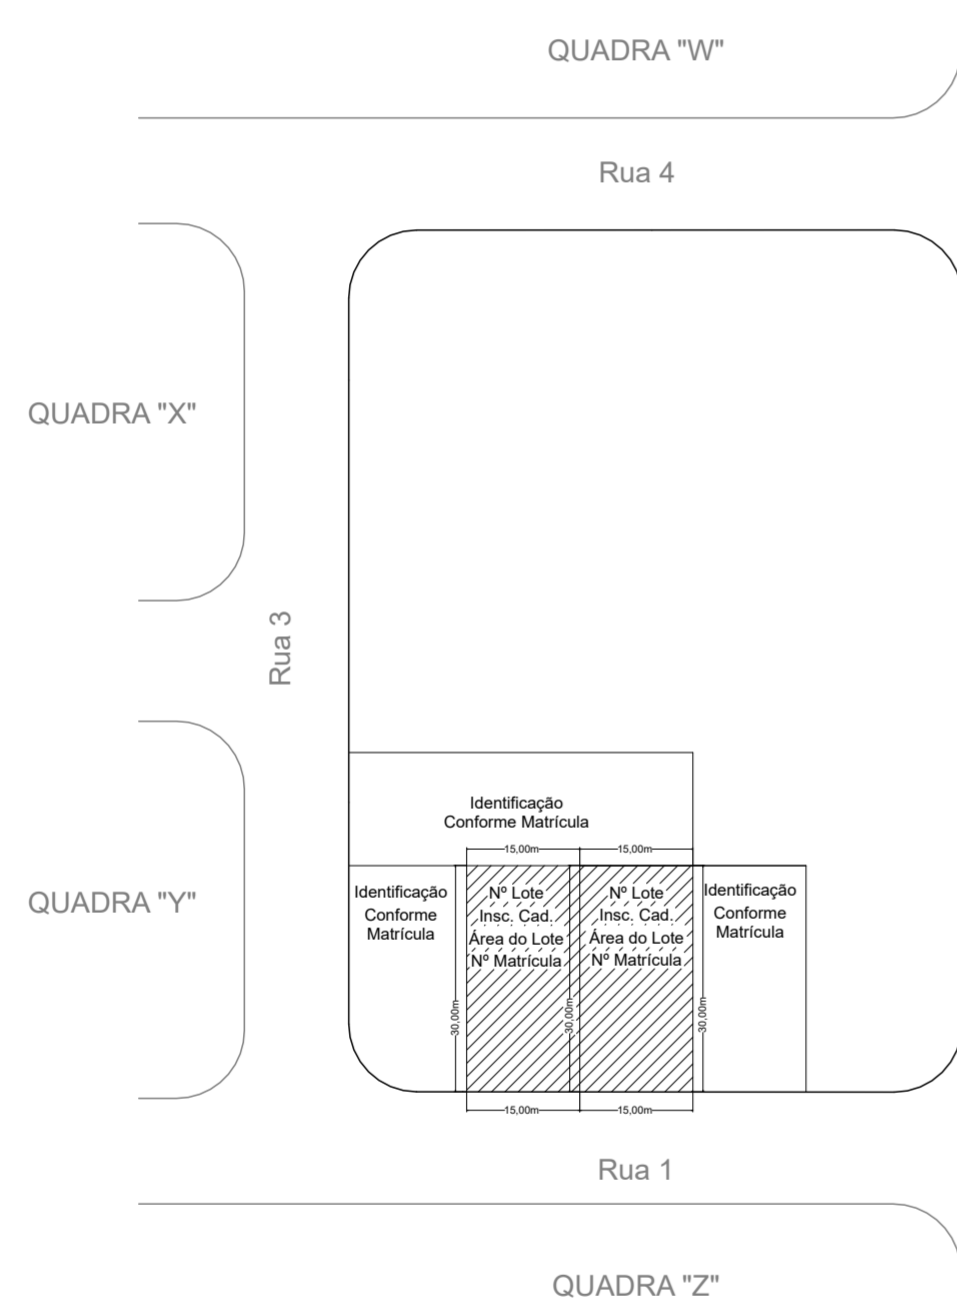 QUADRA "W"
Rua 4
QUADRA "X"
Rua 3
Identificação
Conforme Matrícula
15,00m
15,00m
QUADRA "Y"
Identificação
Conforme
Matrícula
Nº Lote
Insc. Cad.
Área do Lote
Nº Matrícula
Nº Lote
Insc. Cad.
Área do Lote
Nº Matrícula
Identificação
Conforme
Matrícula
30,00m
30,00m
30,00m
15,00m
15,00m
Rua 1
QUADRA "Z"